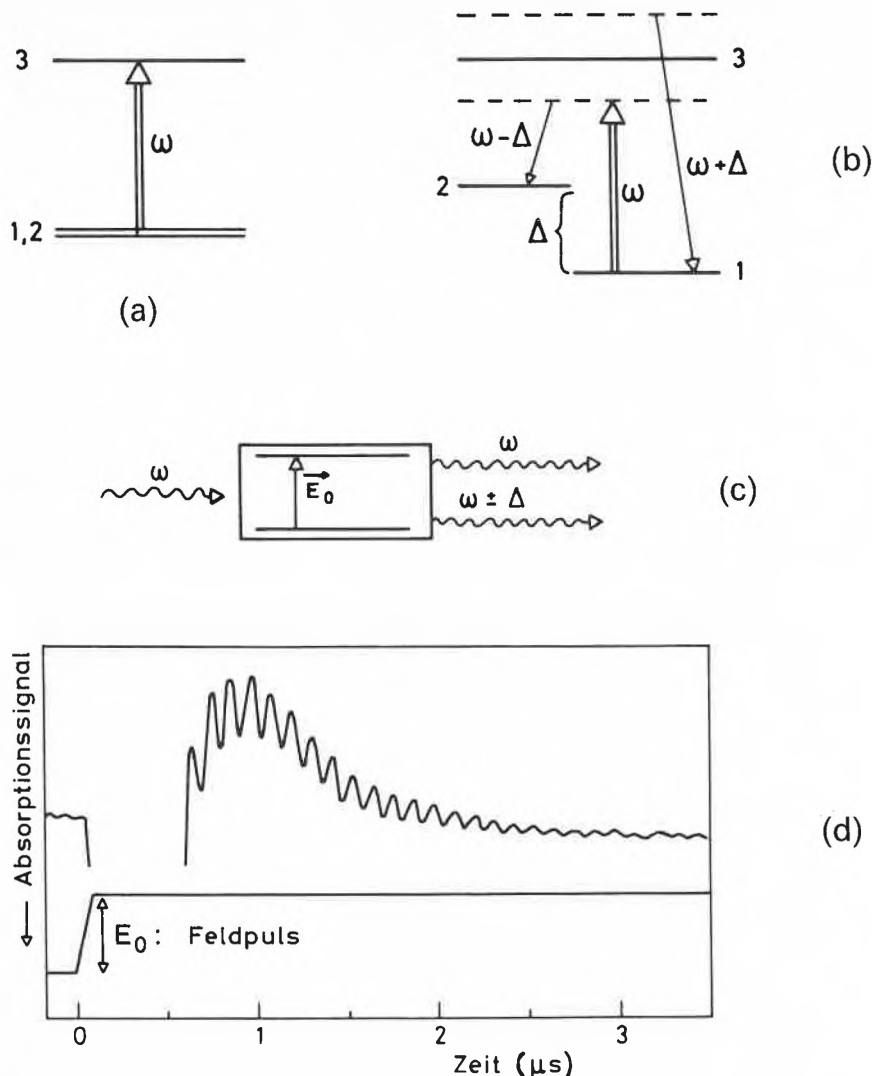 3
ω
1,2
(a)
3
ω-Δ
ω
ω+Δ
2
Δ
1
(b)
ω
E₀
ω
ω ± Δ
(c)
← Absorptionssignal
E₀: Feldpuls
(d)
0 1 2 3
Zeit (μs)